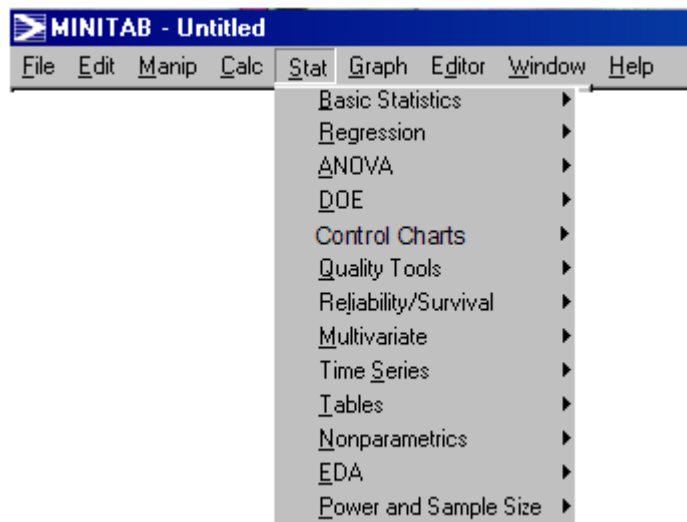 MINITAB - Untitled
File Edit Manip Calc Stat Graph Editor Window Help
Basic Statistics
Regression
ANOVA
DOE
Control Charts
Quality Tools
Reliability/Survival
Multivariate
Time Series
Tables
Nonparametrics
EDA
Power and Sample Size